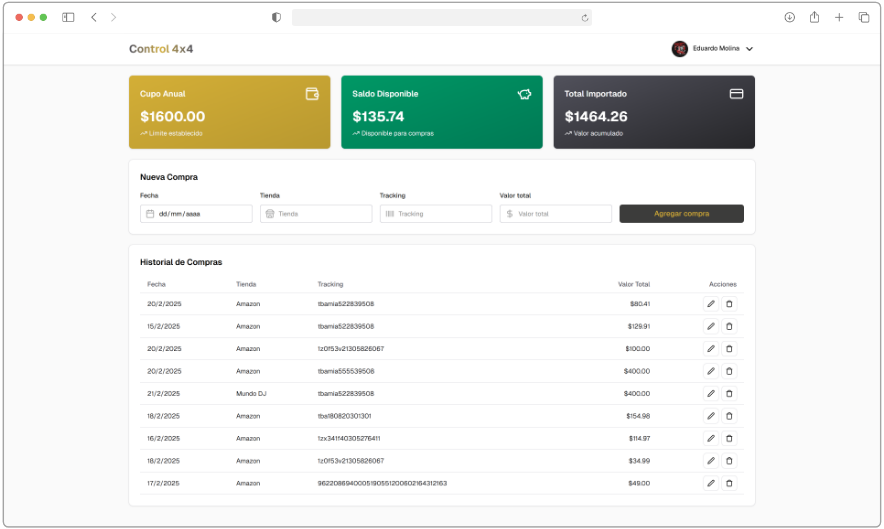 Control 4x4
Eduardo Molina
Cupo Anual
$1600.00
Límite establecido
Saldo Disponible
$135.74
Disponible para compras
Total Importado
$1464.26
Valor acumulado
Nueva Compra
Fecha Tienda Tracking Valor total
dd/mm/aaaa Tienda Tracking Valor total Agregar compra
Historial de Compras
Fecha Tienda Tracking Valor Total Acciones
20/2/2025 Amazon tbamia522839508 $80.41
15/2/2025 Amazon tbamia522839508 $129.91
20/2/2025 Amazon 1z0f53v21305826067 $100.00
20/2/2025 Amazon tbamia555539508 $400.00
21/2/2025 Mundo DJ tbamia522839508 $400.00
18/2/2025 Amazon tba180820301301 $154.98
16/2/2025 Amazon 1zx341f40305276411 $114.97
18/2/2025 Amazon 1z0f53v21305826067 $34.99
17/2/2025 Amazon 9622086940005190551200602164312163 $49.00